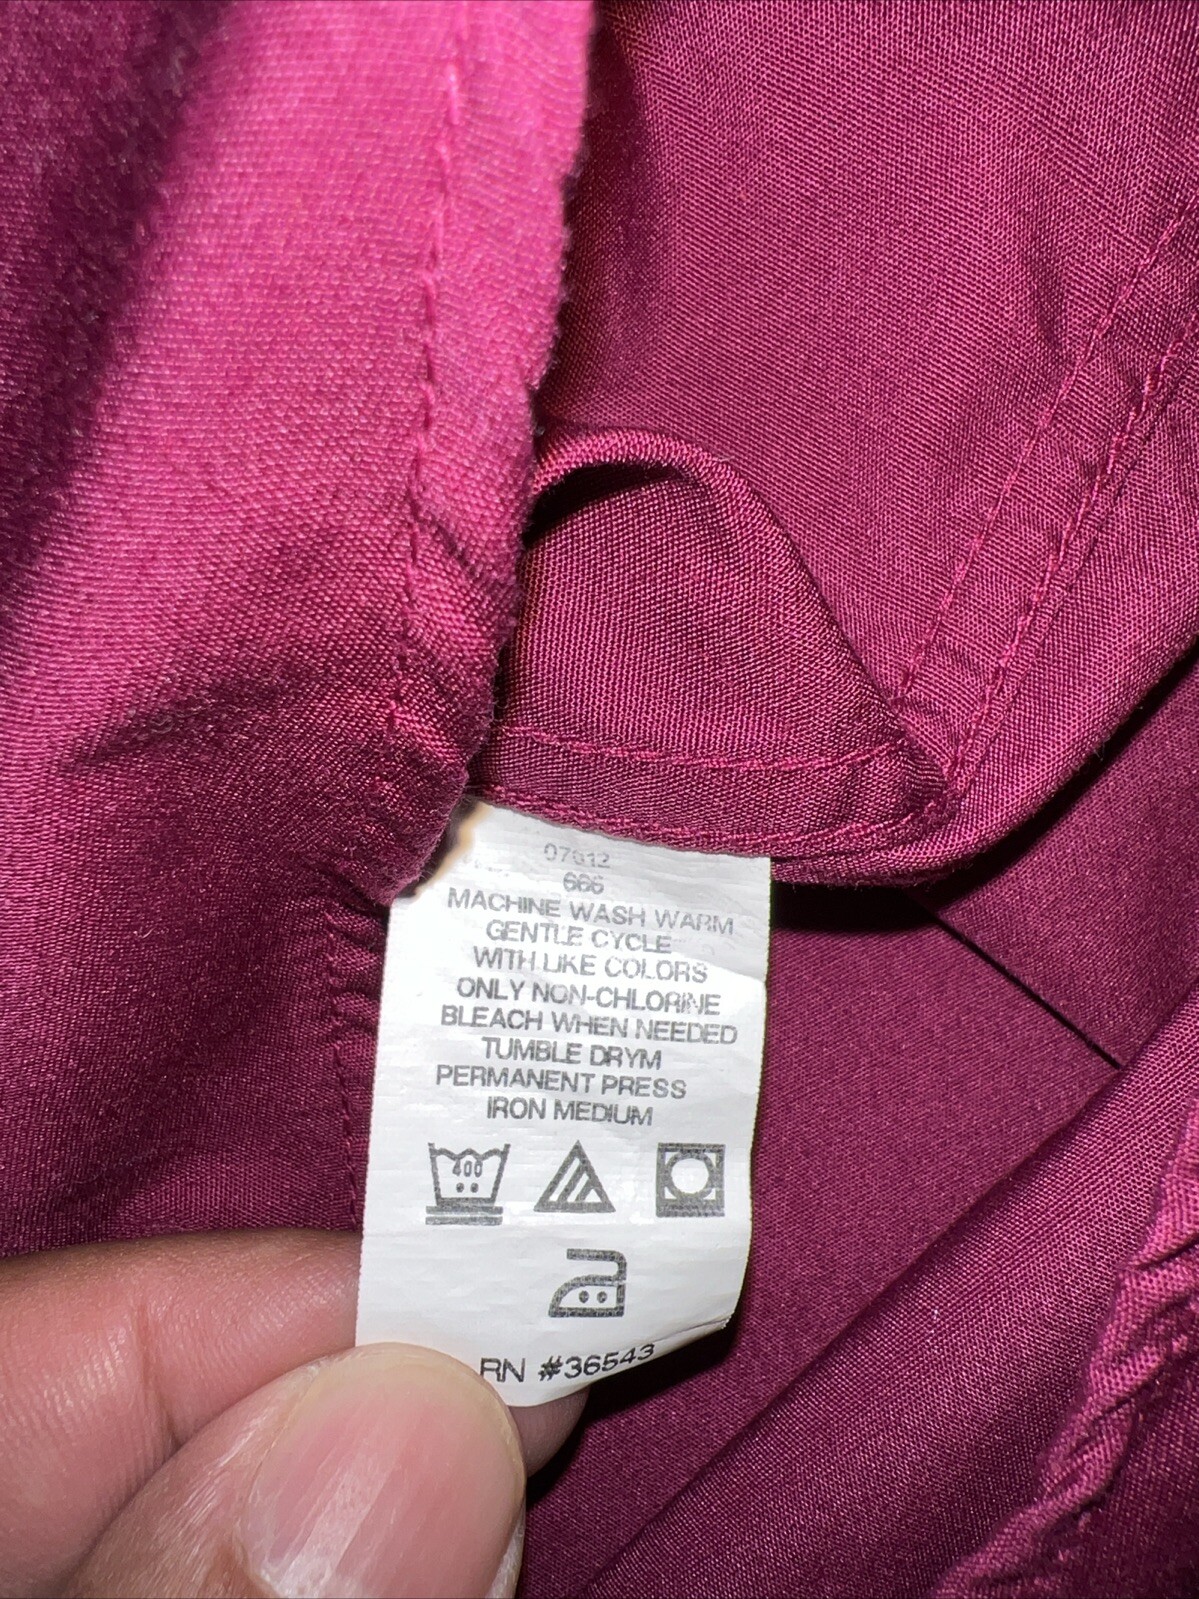 07612
666
MACHINE WASH WARM
GENTLE CYCLE
WITH LIKE COLORS
ONLY NON-CHLORINE
BLEACH WHEN NEEDED
TUMBLE DRYM
PERMANENT PRESS
IRON MEDIUM
400
RN #36543